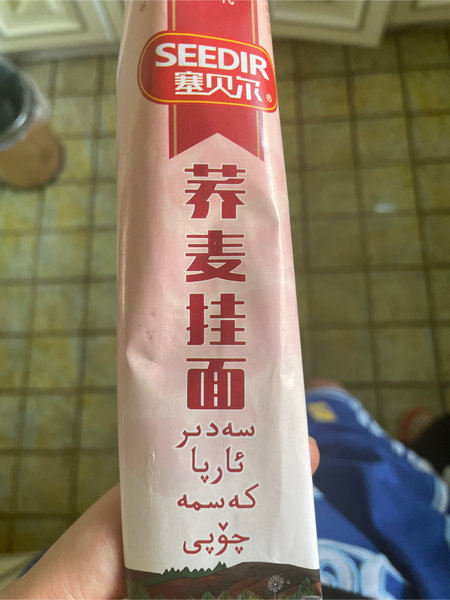 SEEDIR
塞贝尔®
荞麦挂面
سەدىر
ئارپا
كەسمە
چۆپى